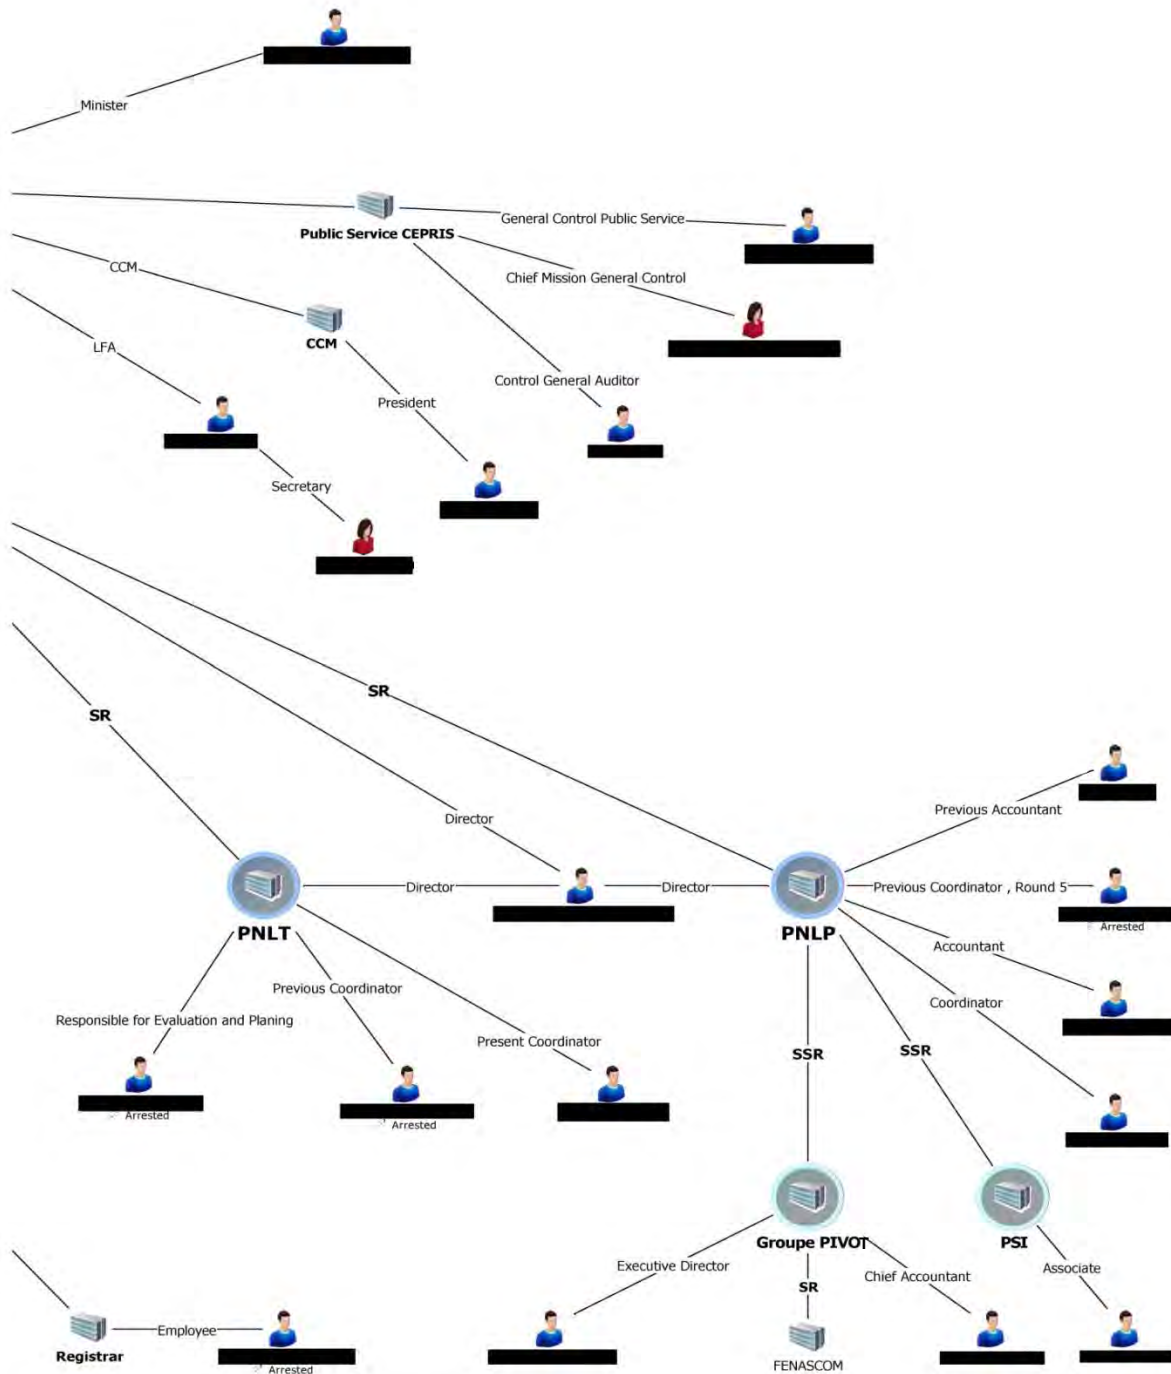 Minister
General Control Public Service
Public Service CEPRIS
CCM
Chief Mission General Control
CCM
LFA
Control General Auditor
President
Secretary
SR
SR
Previous Accountant
Director
Director
Director
Previous Coordinator , Round 5
Arrested
PNLT
PNLP
Accountant
Previous Coordinator
Coordinator
Responsible for Evaluation and Planing
Present Coordinator
SSR
SSR
Arrested
Arrested
Groupe PIVOT
PSI
Executive Director
Chief Accountant
Associate
SR
Employee
Registrar
Arrested
FENASCOM